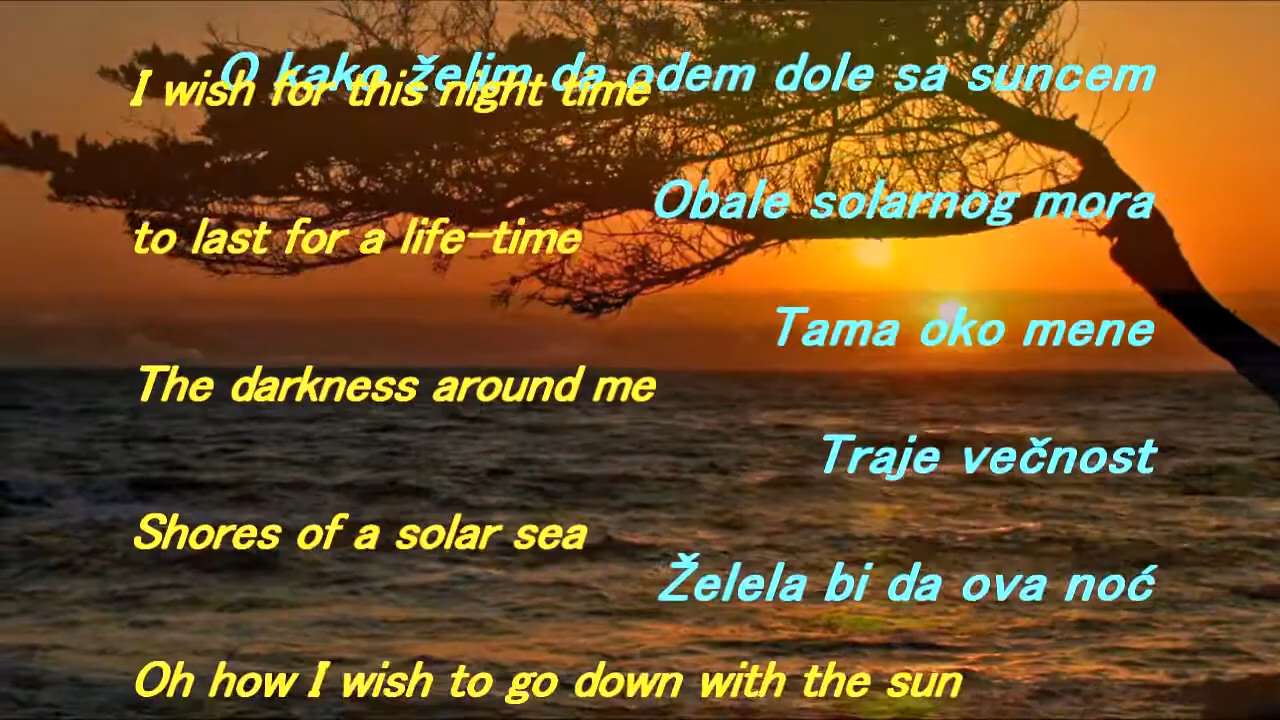 O kako želim da odem dole sa suncem
I wish for this night time
Obale solarnog mora
to last for a life-time
Tama oko mene
The darkness around me
Traje večnost
Shores of a solar sea
Želela bi da ova noć
Oh how I wish to go down with the sun